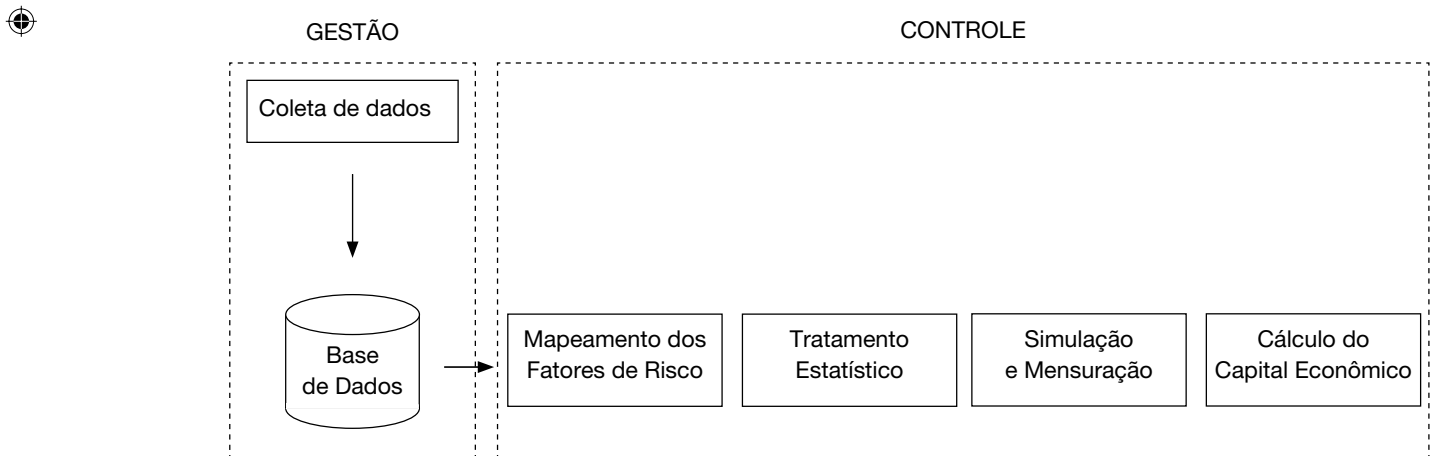 GESTÃO
CONTROLE
Coleta de dados
Base
de Dados
Mapeamento dos
Fatores de Risco
Tratamento
Estatístico
Simulação
e Mensuração
Cálculo do
Capital Econômico